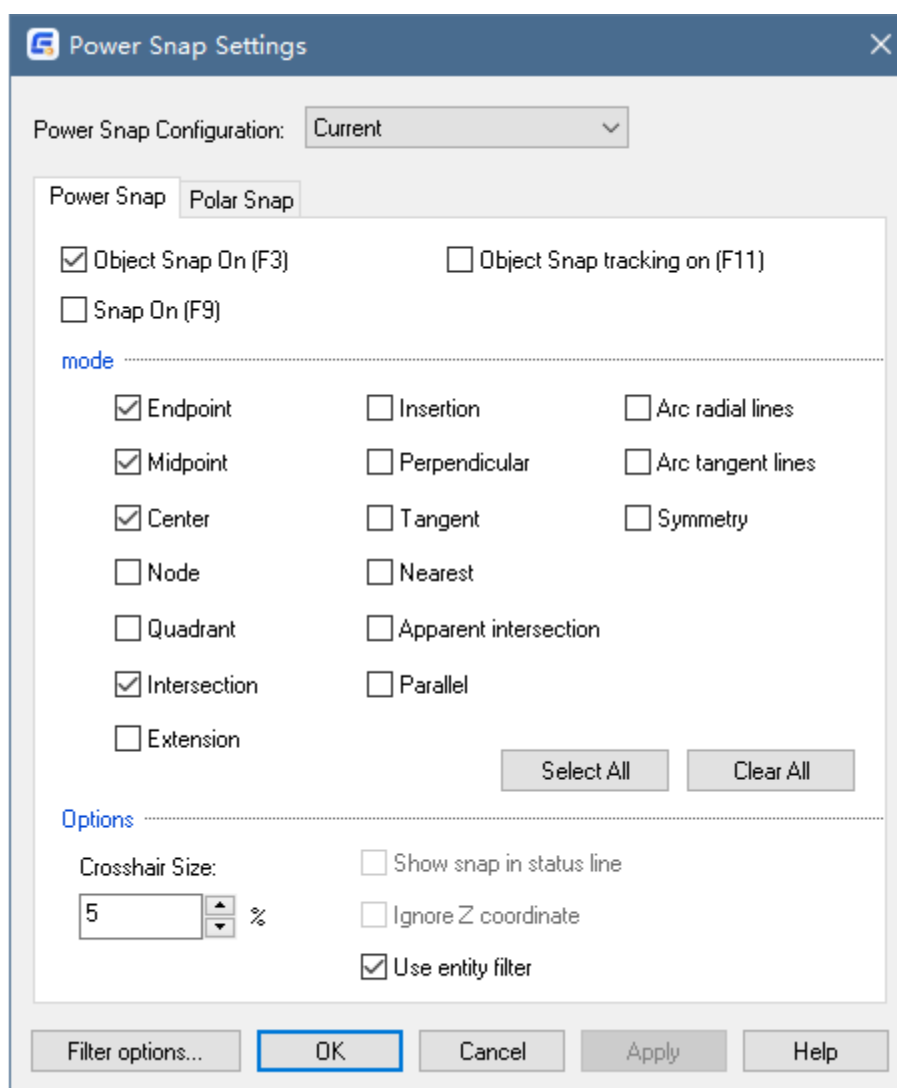 Power Snap Settings
Power Snap Configuration: Current
Power Snap Polar Snap
Object Snap On (F3) Object Snap tracking on (F11)
Snap On (F9)
mode
Endpoint Insertion Arc radial lines
Midpoint Perpendicular Arc tangent lines
Center Tangent Symmetry
Node Nearest
Quadrant Apparent intersection
Intersection Parallel
Extension
Select All Clear All
Options
Crosshair Size: Show snap in status line
5 % Ignore Z coordinate
Use entity filter
Filter options... OK Cancel Apply Help